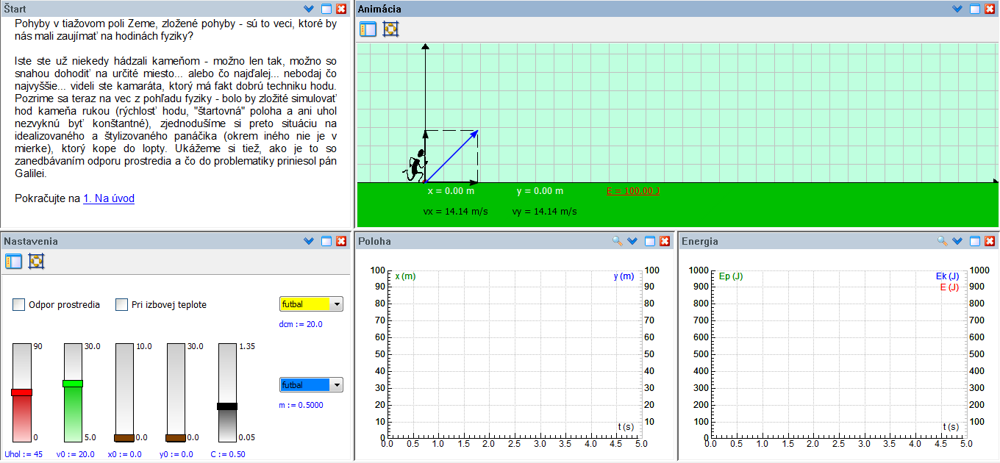 Štart
Pohyby v tiažovom poli Zeme, zložené pohyby - sú to veci, ktoré by
nás mali zaujímať na hodinách fyziky?
Iste ste už niekedy hádzali kameňom - možno len tak, možno so
snahou dohodiť na určité miesto... alebo čo najďalej... nebodaj čo
najvyššie... videli ste kamaráta, ktorý má fakt dobrú techniku hodu.
Pozrime sa teraz na vec z pohľadu fyziky - bolo by zložité simulovať
hod kameňa rukou (rýchlosť hodu, "štartovná" poloha a ani uhol
nezvyknú byť konštantné), zjednodušíme si preto situáciu na
idealizovaného a štylizovaného panáčika (okrem iného nie je v
mierke), ktorý kope do lopty. Ukážeme si tiež, ako je to so
zanedbávaním odporu prostredia a čo do problematiky priniesol pán
Galilei.
Pokračujte na 1. Na úvod
Animácia
x = 0.00 m y = 0.00 m E = 100.00 J
vx = 14.14 m/s vy = 14.14 m/s
Nastavenia
Odpor prostredia Pri izbovej teplote futbal
dcm := 20.0
90 30.0 10.0 30.0 1.35
futbal
m := 0.5000
0 5.0 0.0 0.0 0.05
Uhol := 45 v0 := 20.0 x0 := 0.0 y0 := 0.0 C := 0.50
Poloha
100 x (m) y (m) 100
90 90
80 80
70 70
60 60
50 50
40 40
30 30
20 20
10 t (s) 10
0
0.0 0.5 1.0 1.5 2.0 2.5 3.0 3.5 4.0 4.5 5.0
Energia
1000 Ep (J) Ek (J) 1000
900 E (J) 900
800 800
700 700
600 600
500 500
400 400
300 300
200 200
100 t (s) 100
0
0.0 0.5 1.0 1.5 2.0 2.5 3.0 3.5 4.0 4.5 5.0